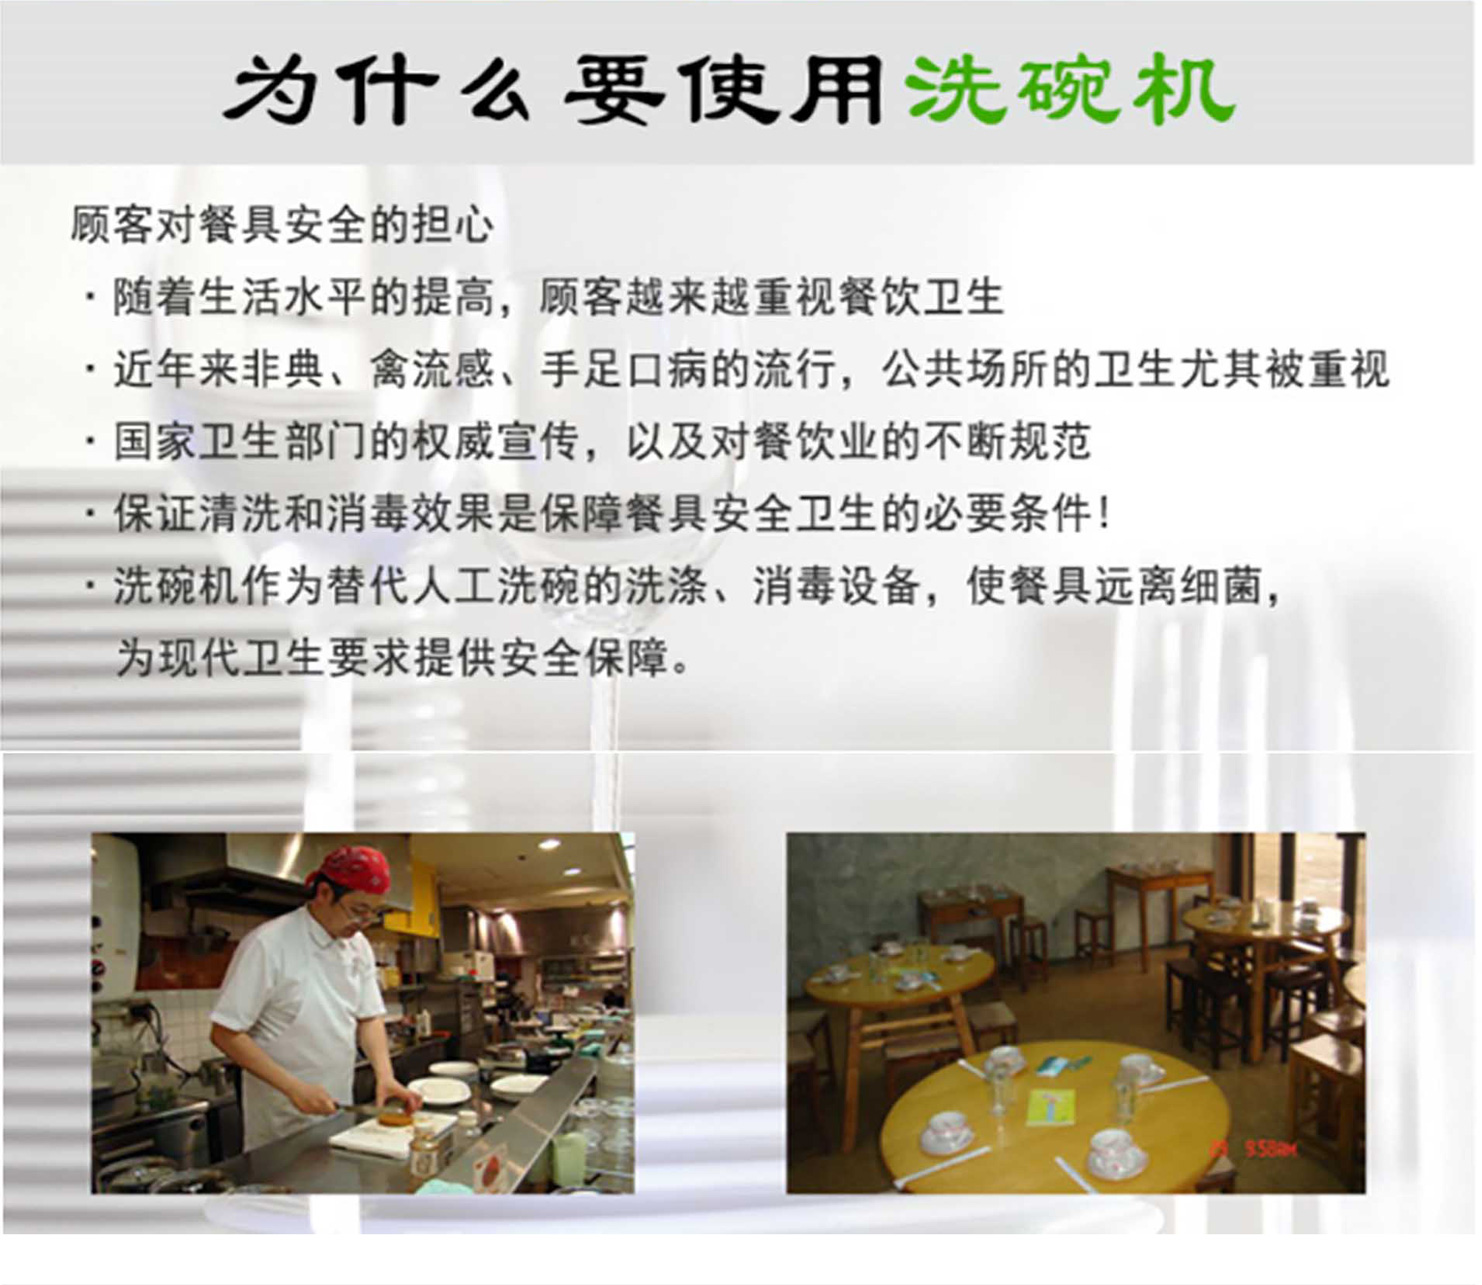 为什么要使用洗碗机
顾客对餐具安全的担心
·随着生活水平的提高，顾客越来越重视餐饮卫生
·近年来非典、禽流感、手足口病的流行，公共场所的卫生尤其被重视
·国家卫生部门的权威宣传，以及对餐饮业的不断规范
·保证清洗和消毒效果是保障餐具安全卫生的必要条件！
·洗碗机作为替代人工洗碗的洗涤、消毒设备，使餐具远离细菌，
为现代卫生要求提供安全保障。
9:58AM